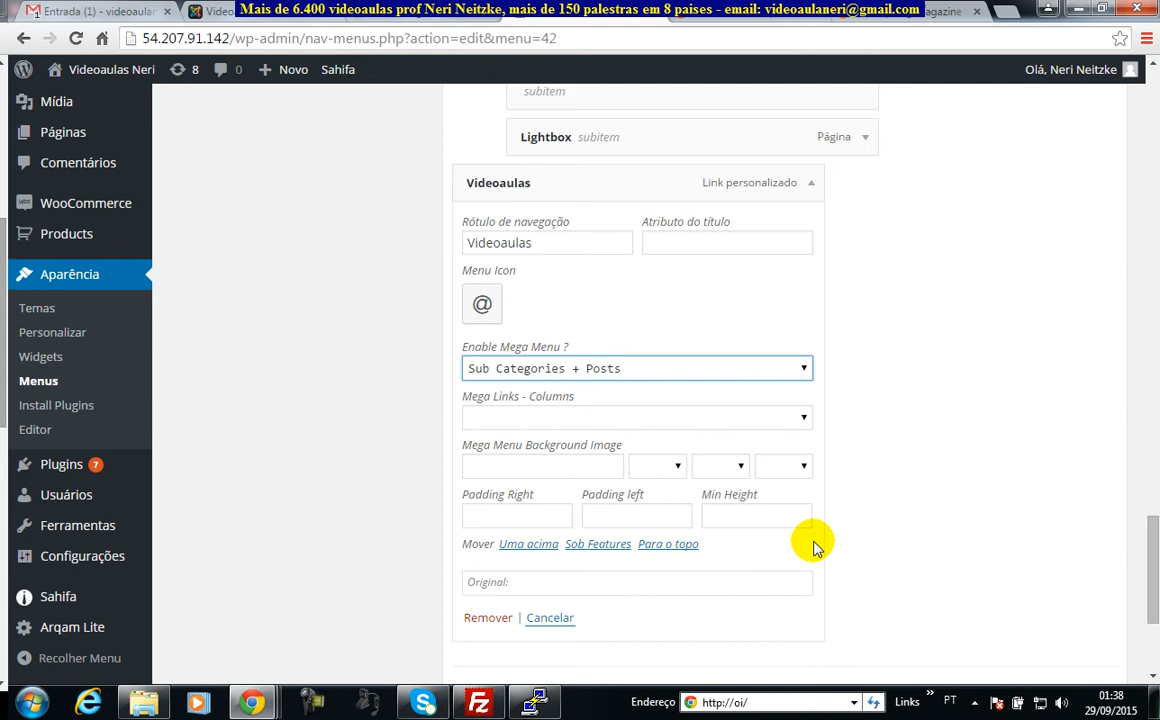 Entrada (1) - videoaulas
Video
Mais de 6.400 videoaulas prof Neri Neitzke, mais de 150 palestras em 8 paises - email: videoaulaneri@gmail.com
agazine
54.207.91.142/wp-admin/nav-menus.php?action=edit&menu=42
Videoaulas Neri
8
0
Novo
Sahifa
Olá, Neri Neitzke
Mídia
Páginas
Comentários
WooCommerce
Products
Aparência
Temas
Personalizar
Widgets
Menus
Install Plugins
Editor
Plugins 7
Usuários
Ferramentas
Configurações
Sahifa
Arqam Lite
Recolher Menu
subitem
Lightbox subitem
Página
Videoaulas
Link personalizado
Rótulo de navegação
Atributo do título
Videoaulas
Menu Icon
@
Enable Mega Menu ?
Sub Categories + Posts
Mega Links - Columns
Mega Menu Background Image
Padding Right
Padding left
Min Height
Mover Uma acima Sob Features Para o topo
Original:
Remover | Cancelar
Endereço
http://oi/
Links
»
PT
01:38
29/09/2015